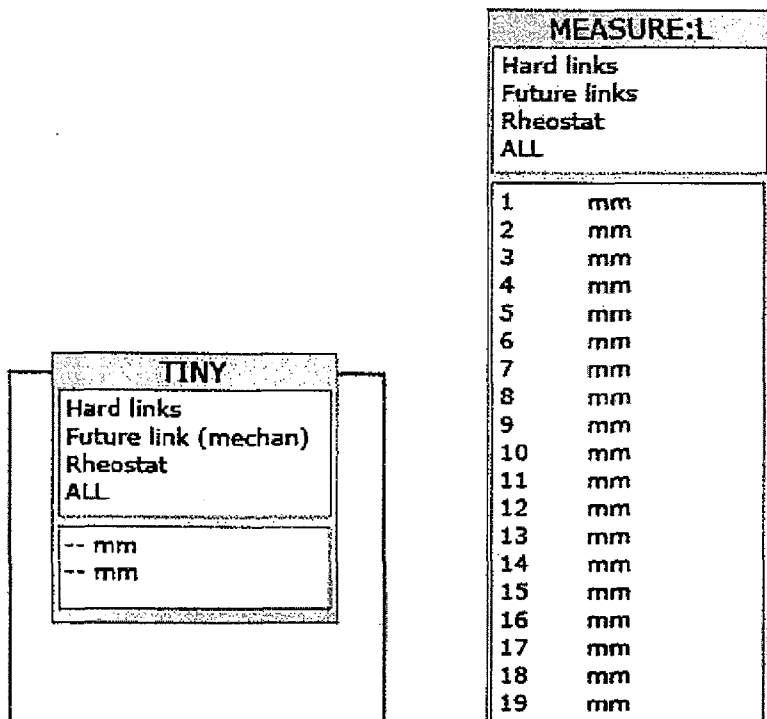 MEASURE:L
Hard links
Future links
Rheostat
ALL
1 mm
2 mm
3 mm
4 mm
5 mm
6 mm
7 mm
8 mm
9 mm
10 mm
11 mm
12 mm
13 mm
14 mm
15 mm
16 mm
17 mm
18 mm
19 mm
TINY
Hard links
Future link (mechan)
Rheostat
ALL
-- mm
-- mm